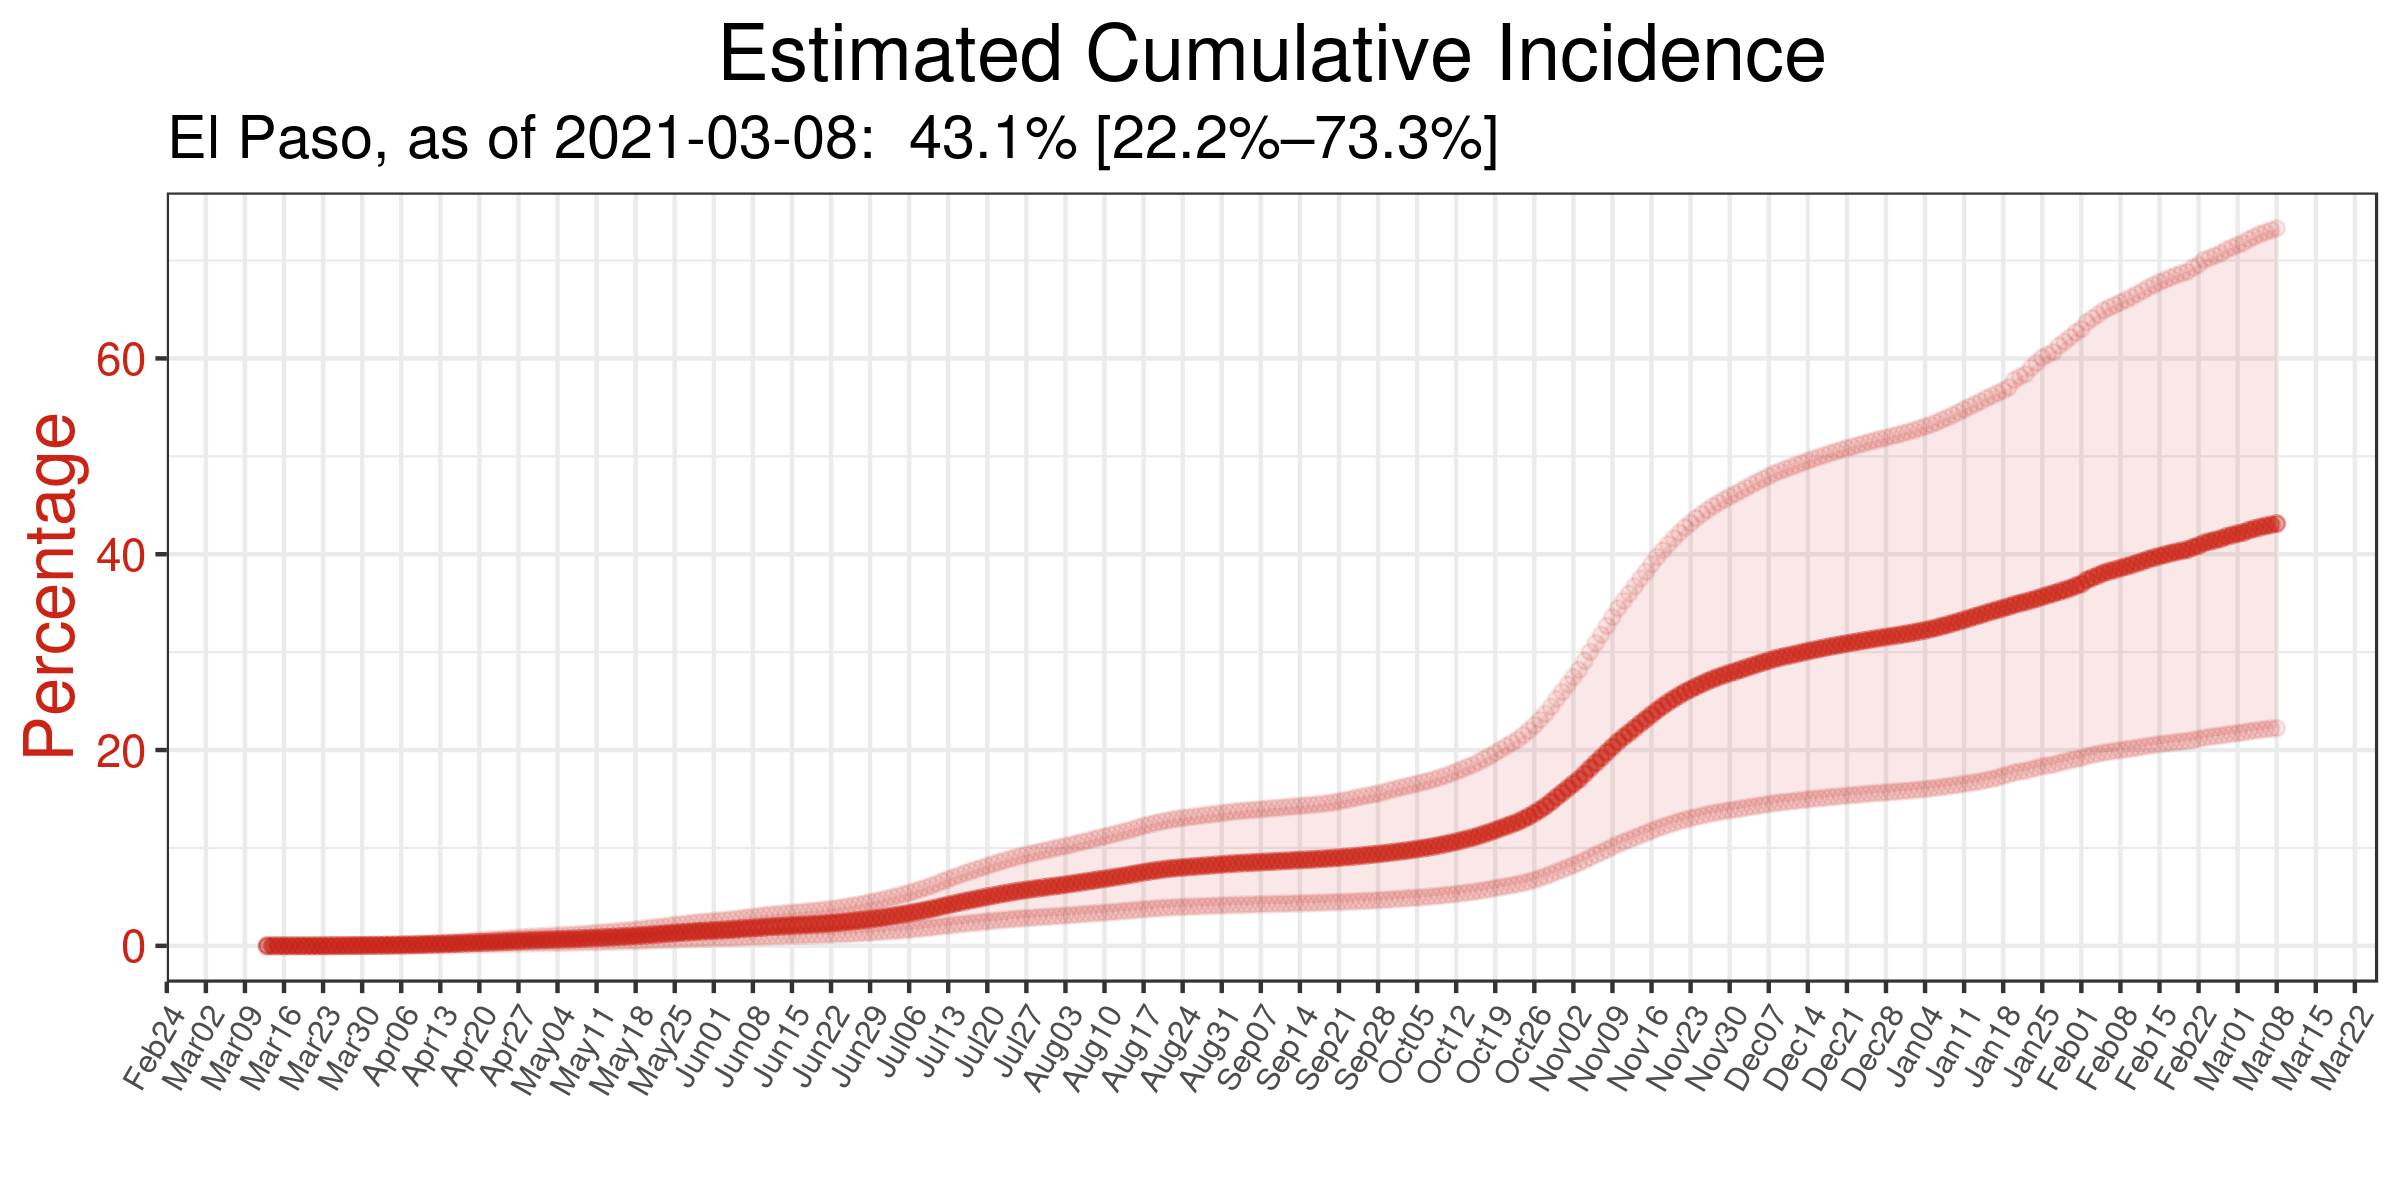 Estimated Cumulative Incidence
El Paso, as of 2021-03-08:  43.1% [22.2%–73.3%]
Percentage
60
40
20
0
Feb24
Mar02
Mar09
Mar16
Mar23
Mar30
Apr06
Apr13
Apr20
Apr27
May04
May11
May18
May25
Jun01
Jun08
Jun15
Jun22
Jun29
Jul06
Jul13
Jul20
Jul27
Aug03
Aug10
Aug17
Aug24
Aug31
Sep07
Sep14
Sep21
Sep28
Oct05
Oct12
Oct19
Oct26
Nov02
Nov09
Nov16
Nov23
Nov30
Dec07
Dec14
Dec21
Dec28
Jan04
Jan11
Jan18
Jan25
Feb01
Feb08
Feb15
Feb22
Mar01
Mar08
Mar15
Mar22